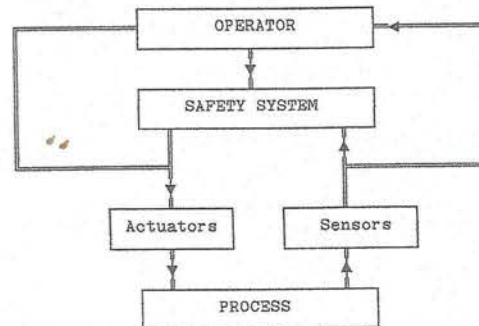 OPERATOR
SAFETY SYSTEM
Actuators
Sensors
PROCESS